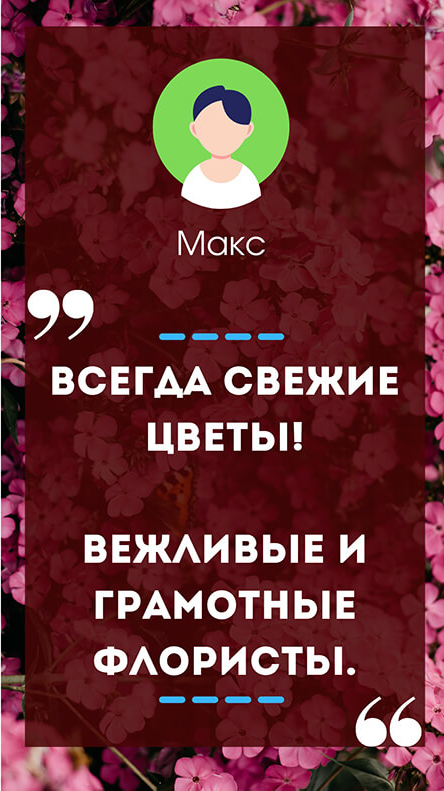 Макс
”
ВСЕГДА СВЕЖИЕ
ЦВЕТЫ!
ВЕЖЛИВЫЕ И
ГРАМОТНЫЕ
ФЛОРИСТЫ.
“